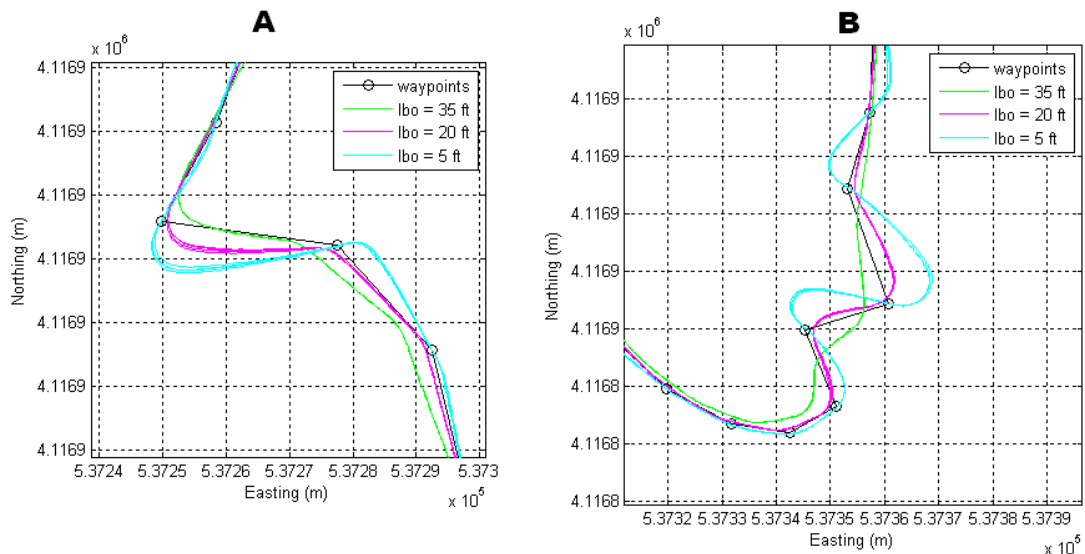 A
x 10^6
4.1169
4.1169
4.1169
4.1169
4.1169
4.1169
4.1169
Northing (m)
waypoints
lbo = 35 ft
lbo = 20 ft
lbo = 5 ft
5.3724 5.3725 5.3726 5.3727 5.3728 5.3729 5.373
Easting (m)
x 10^5
B
x 10^6
4.1169
4.1169
4.1169
4.1169
4.1169
4.1168
4.1168
4.1168
Northing (m)
waypoints
lbo = 35 ft
lbo = 20 ft
lbo = 5 ft
5.3732 5.3733 5.3734 5.3735 5.3736 5.3737 5.3738 5.3739
Easting (m)
x 10^5